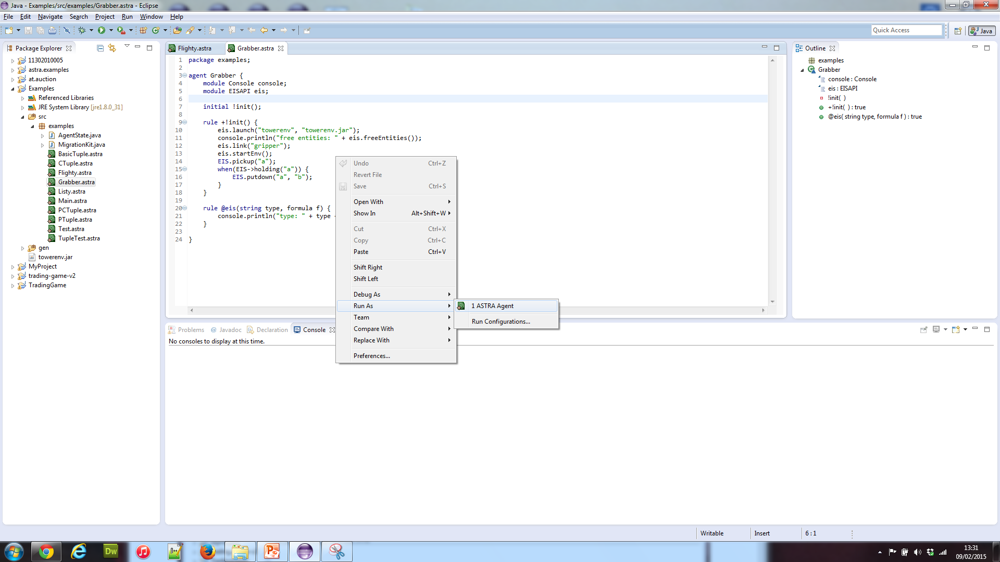 Java - Examples/src/examples/Grabber.astra - Eclipse
File Edit Navigate Search Project Run Window Help
Quick Access
Java
Package Explorer
11302010005
astra.examples
at.auction
Examples
Referenced Libraries
JRE System Library [jre1.8.0_31]
src
examples
AgentState.java
MigrationKit.java
BasicTuple.astra
CTuple.astra
Flighty.astra
Grabber.astra
Listy.astra
Main.astra
PCTuple.astra
PTuple.astra
Test.astra
TupleTest.astra
gen
towerenv.jar
MyProject
trading-game-v2
TradingGame
Flighty.astra
Grabber.astra
1 package examples;
2
3 agent Grabber {
4 module Console console;
5 module EISAPI eis;
6
7 initial !init();
8
9 rule +!init() {
10 eis.launch("towerenv", "towerenv.jar");
11 console.println("free entities: " + eis.freeEntities());
12 eis.link("gripper");
13 eis.startEnv();
14 EIS.pickup("a");
15 when(EIS->holding("a")) {
16 EIS.putdown("a", "b");
17 }
18 }
19
20 rule @eis(string type, formula f) {
21 console.println("type: " + type
22 }
23
24 }
Undo Ctrl+Z
Revert File
Save Ctrl+S
Open With
Show In Alt+Shift+W
Cut Ctrl+X
Copy Ctrl+C
Paste Ctrl+V
Shift Right
Shift Left
Debug As
Run As
Team
Compare With
Replace With
Preferences...
1 ASTRA Agent
Run Configurations...
Outline
examples
Grabber
console : Console
eis : EISAPI
!init( )
+!init( ) : true
@eis( string type, formula f ) : true
Problems @ Javadoc Declaration Console
No consoles to display at this time.
Writable Insert 6 : 1
Dw
13:31
09/02/2015